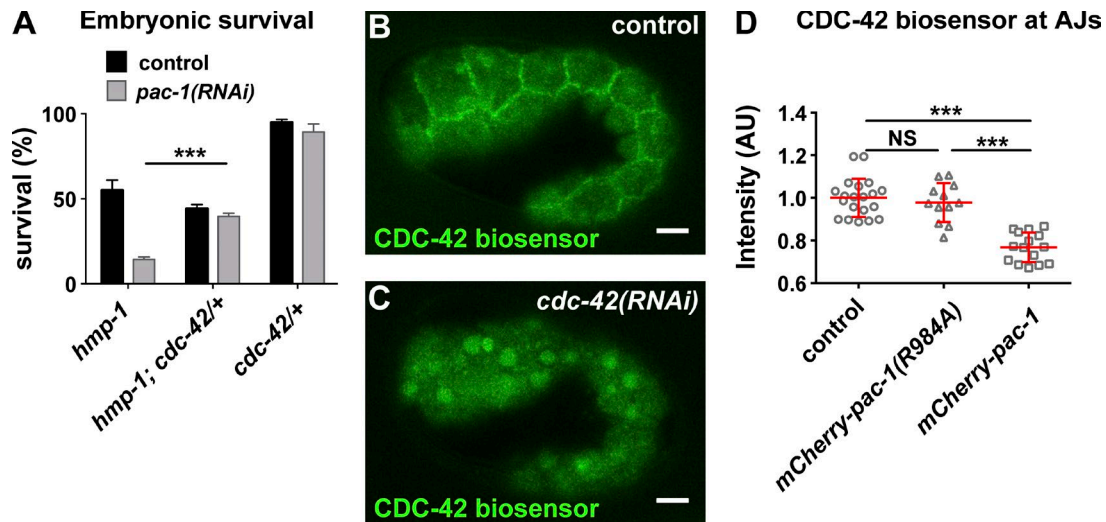 A Embryonic survival
control
pac-1(RNAi)
survival (%)
100
50
0
***
hmp-1
hmp-1; cdc-42/+
cdc-42/+
B control
CDC-42 biosensor
C cdc-42(RNAi)
CDC-42 biosensor
D CDC-42 biosensor at AJs
Intensity (AU)
1.4
1.2
1.0
0.8
0.6
***
NS ***
control
mCherry-pac-1(R984A)
mCherry-pac-1